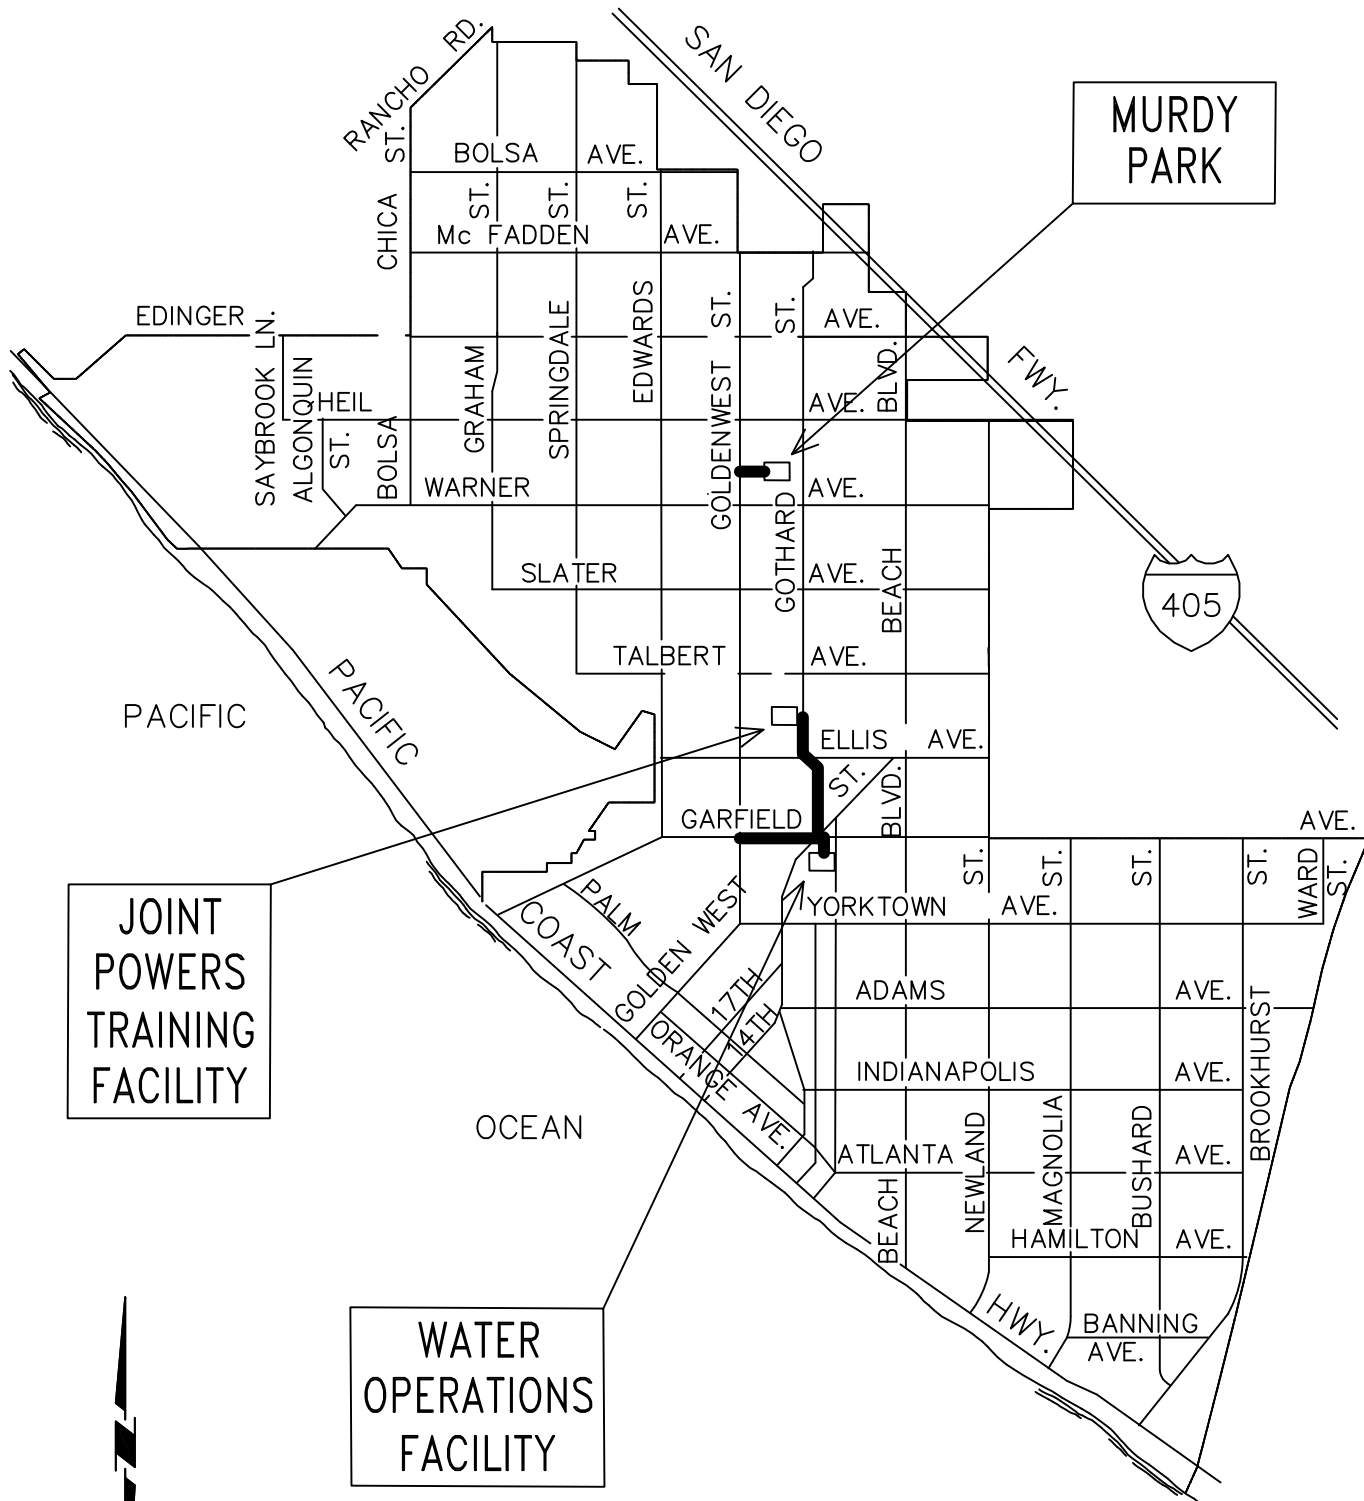 RANCHO RD.
SAN DIEGO
MURDY
PARK
BOLSA AVE.
CHICA ST.
ST.
ST.
ST.
Mc FADDEN AVE.
EDINGER
AVE.
SAYBROOK LN.
ALGONQUIN
ST.
HEIL
AVE.
BOLSA
GRAHAM
SPRINGDALE
EDWARDS
GOLDENWEST ST.
ST.
BLVD.
FWY.
WARNER
AVE.
GOTHARD
SLATER AVE.
BEACH
405
TALBERT AVE.
PACIFIC
PACIFIC
ELLIS AVE.
ST.
BLVD.
GARFIELD
AVE.
JOINT
POWERS
TRAINING
FACILITY
PALM
COAST
GOLDEN WEST
ST.
ST.
ST.
ST.
WARD
ST.
YORKTOWN AVE.
17TH
14TH
ADAMS AVE.
ORANGE AVE.
INDIANAPOLIS AVE.
BROOKHURST
OCEAN
ATLANTA AVE.
BEACH
NEWLAND
MAGNOLIA
BUSHARD
HAMILTON AVE.
HWY.
BANNING
AVE.
WATER
OPERATIONS
FACILITY